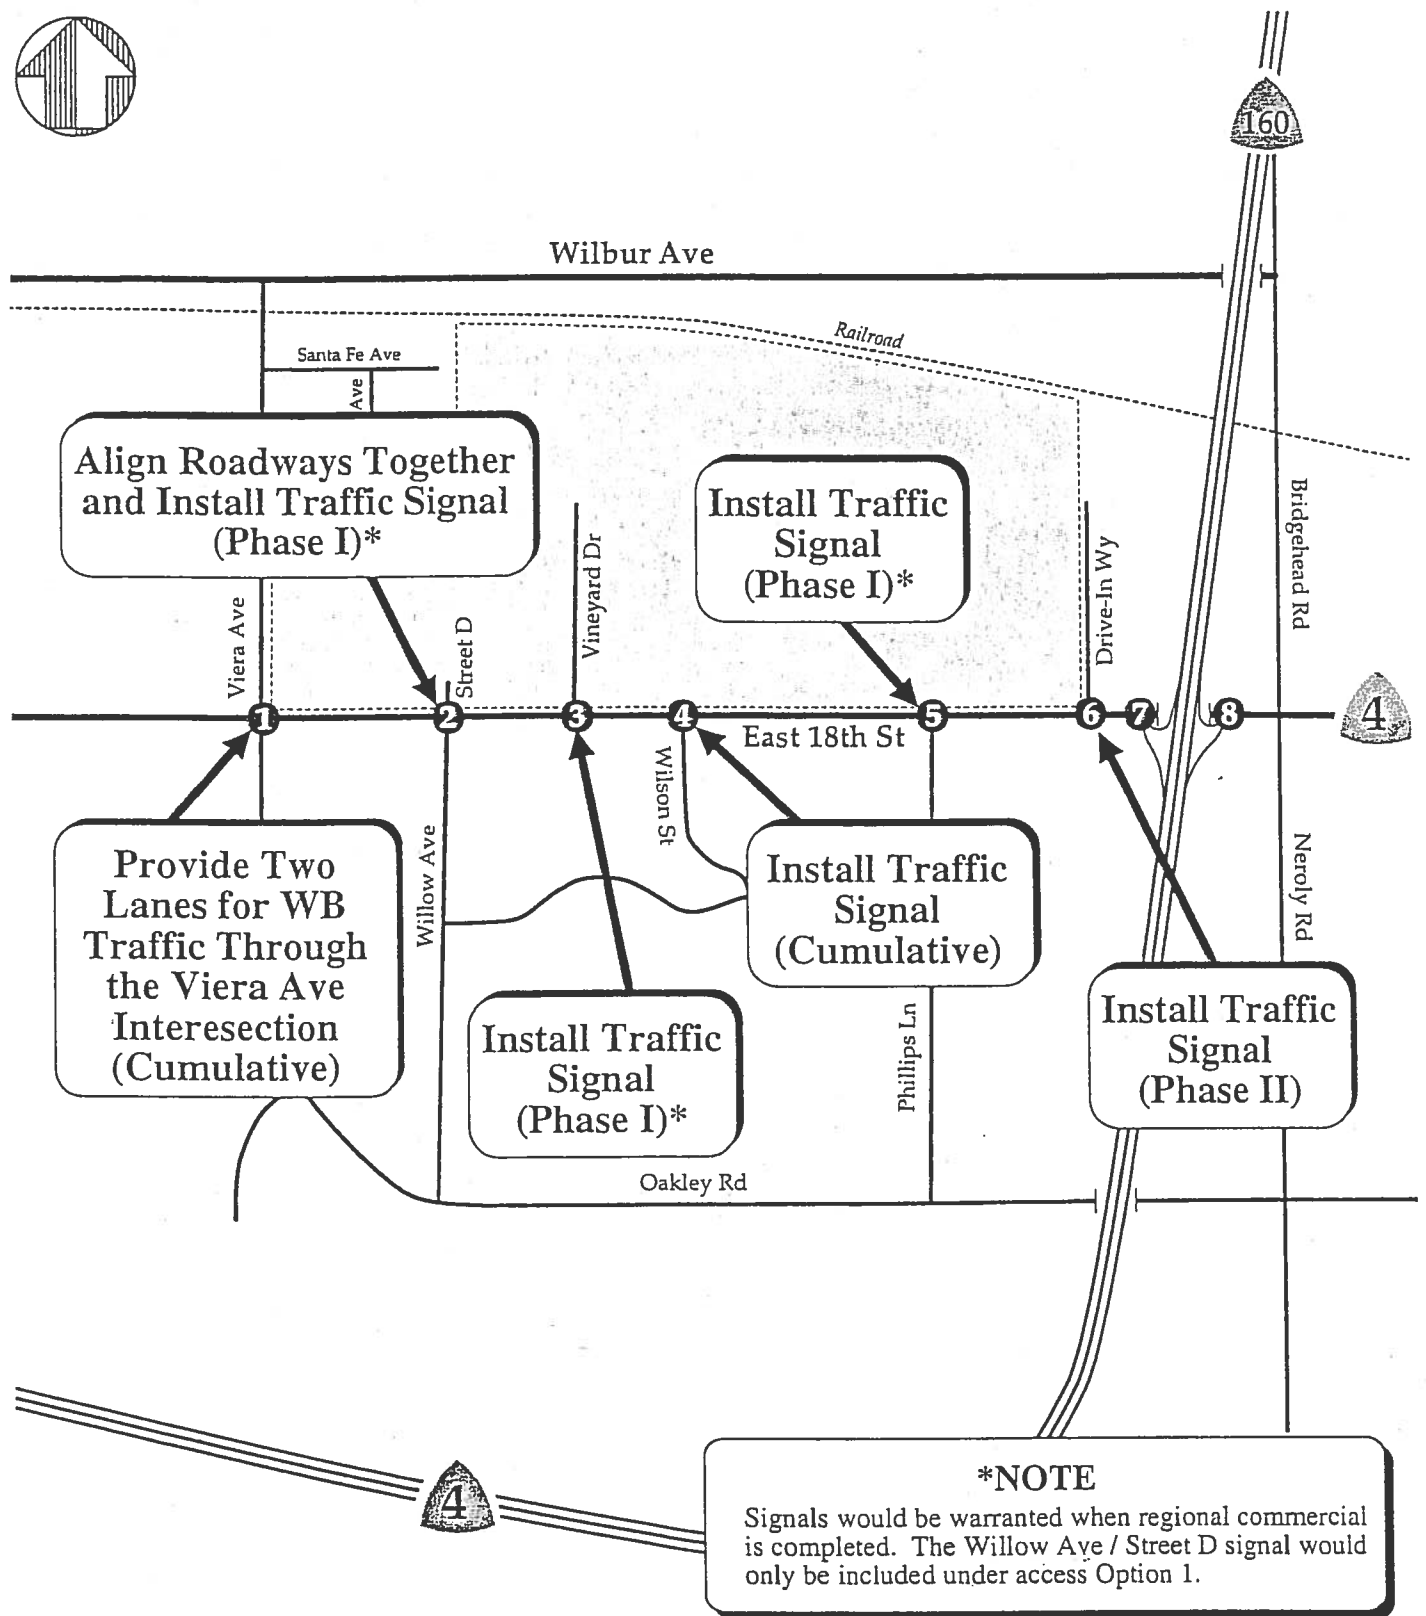 160
Wilbur Ave
Railroad
Santa Fe Ave
Ave
Align Roadways Together
and Install Traffic Signal
(Phase I)*
Install Traffic
Signal
(Phase I)*
Bridgehead Rd
Vineyard Dr
Drive-In Wy
Viera Ave
Street D
1
2
3
4
5
6
7
8
4
East 18th St
Wilson St
Willow Ave
Neroly Rd
Provide Two
Lanes for WB
Traffic Through
the Viera Ave
Interesection
(Cumulative)
Install Traffic
Signal
(Cumulative)
Install Traffic
Signal
(Phase I)*
Phillips Ln
Install Traffic
Signal
(Phase II)
Oakley Rd
4
*NOTE
Signals would be warranted when regional commercial
is completed. The Willow Ave / Street D signal would
only be included under access Option 1.